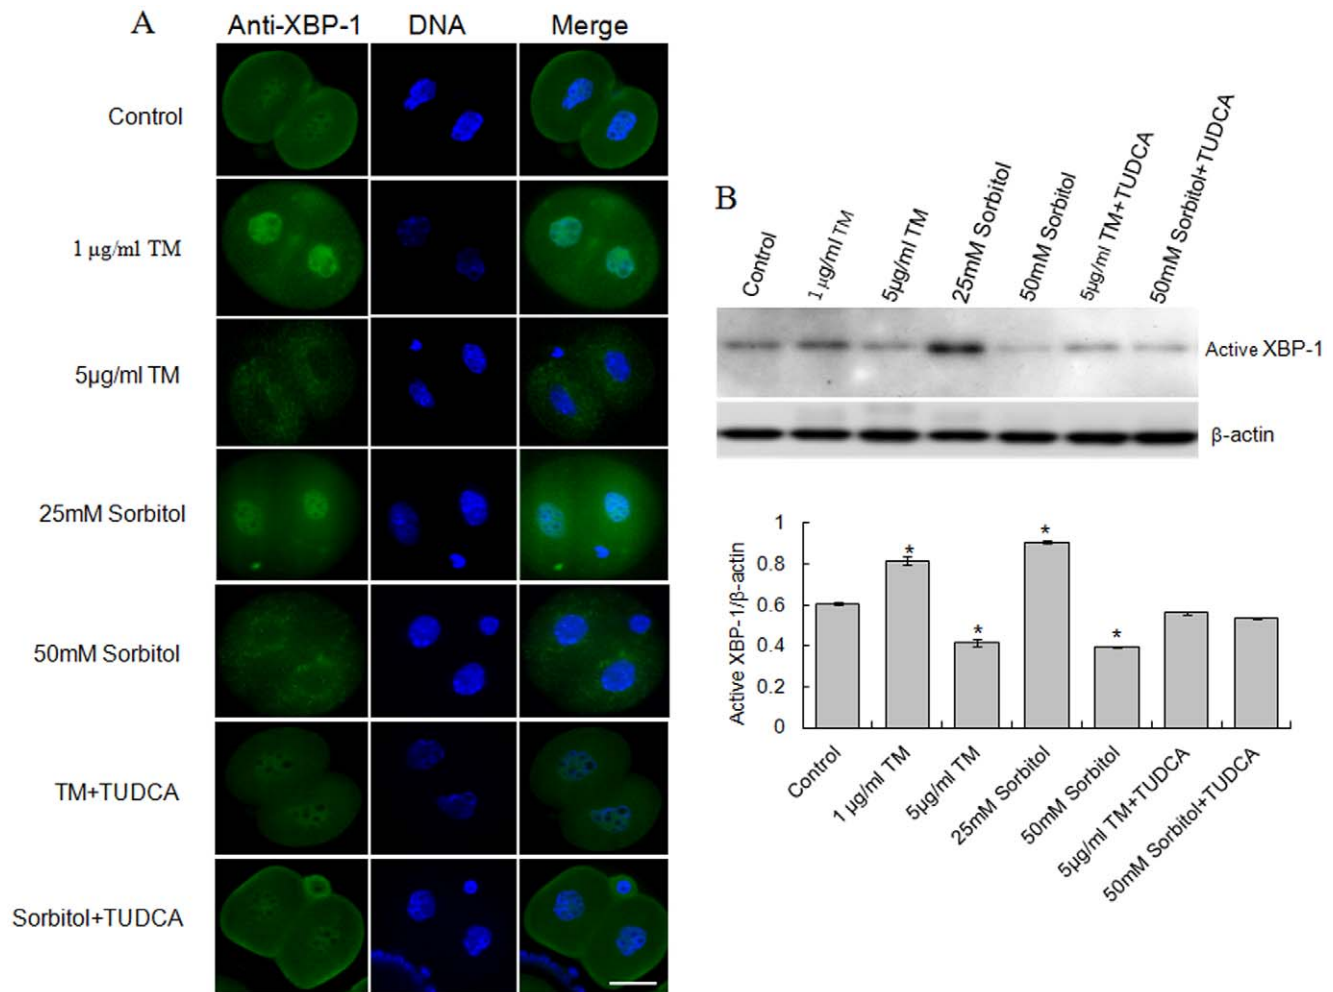 A
Anti-XBP-1 DNA Merge
Control
1 µg/ml TM
5µg/ml TM
25mM Sorbitol
50mM Sorbitol
TM+TUDCA
Sorbitol+TUDCA
B
Control
1 µg/ml TM
5µg/ml TM
25mM Sorbitol
50mM Sorbitol
5µg/ml TM+TUDCA
50mM Sorbitol+TUDCA
Active XBP-1
β-actin
Active XBP-1/β-actin
1
0.8
0.6
0.4
0.2
0
*
*
*
*
Control
1 µg/ml TM
5µg/ml TM
25mM Sorbitol
50mM Sorbitol
5µg/ml TM+TUDCA
50mM Sorbitol+TUDCA